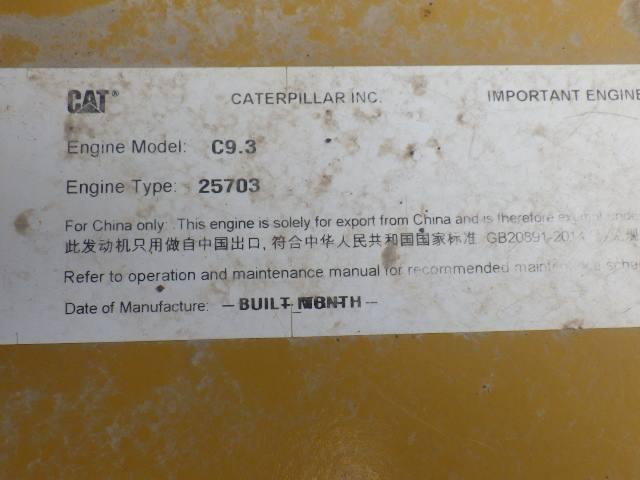 CAT® CATERPILLAR INC. IMPORTANT ENGINE
Engine Model: C9.3
Engine Type: 25703
For China only: This engine is solely for export from China and is therefore exempt under
此发动机只用做自中国出口, 符合中华人民共和国国家标准 GB20891-2014
Refer to operation and maintenance manual for recommended maintenance
Date of Manufacture: – BUILT MONTH –